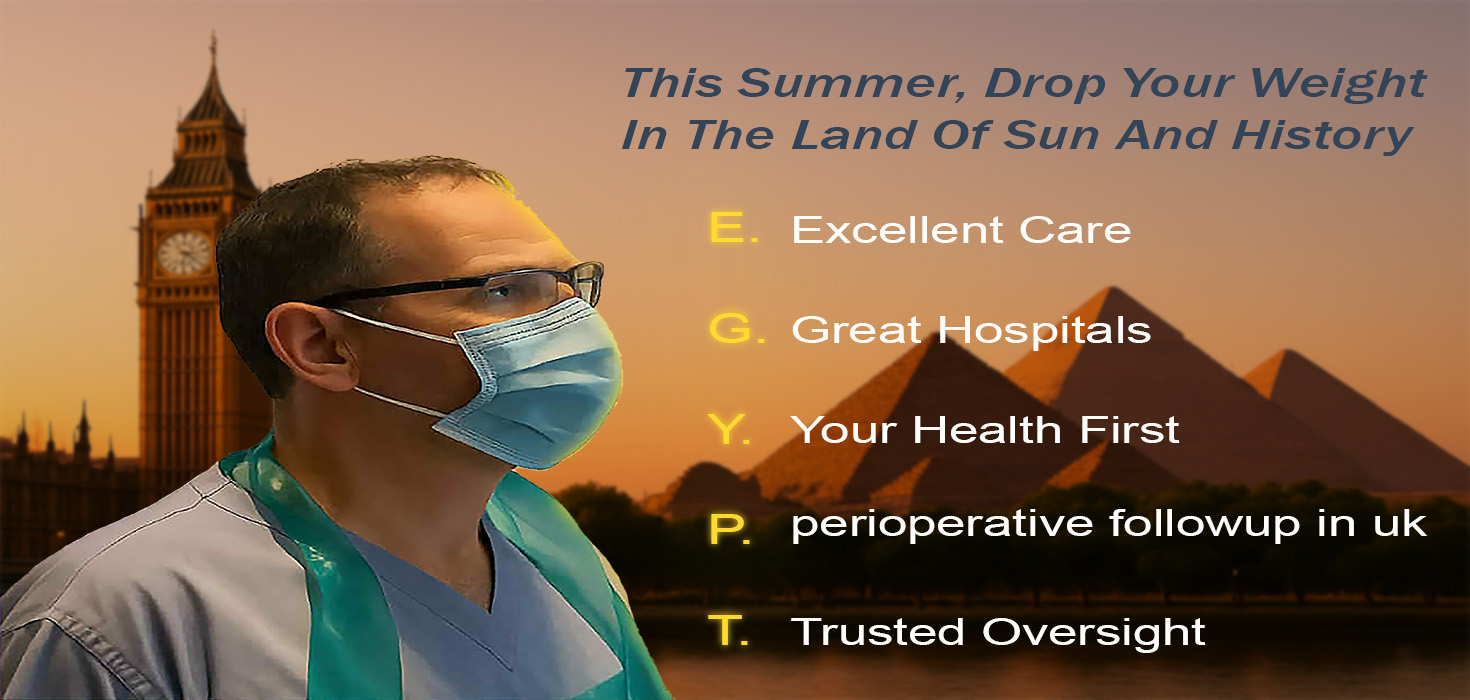 This Summer, Drop Your Weight
In The Land Of Sun And History
E. Excellent Care
G. Great Hospitals
Y. Your Health First
P. perioperative followup in uk
T. Trusted Oversight